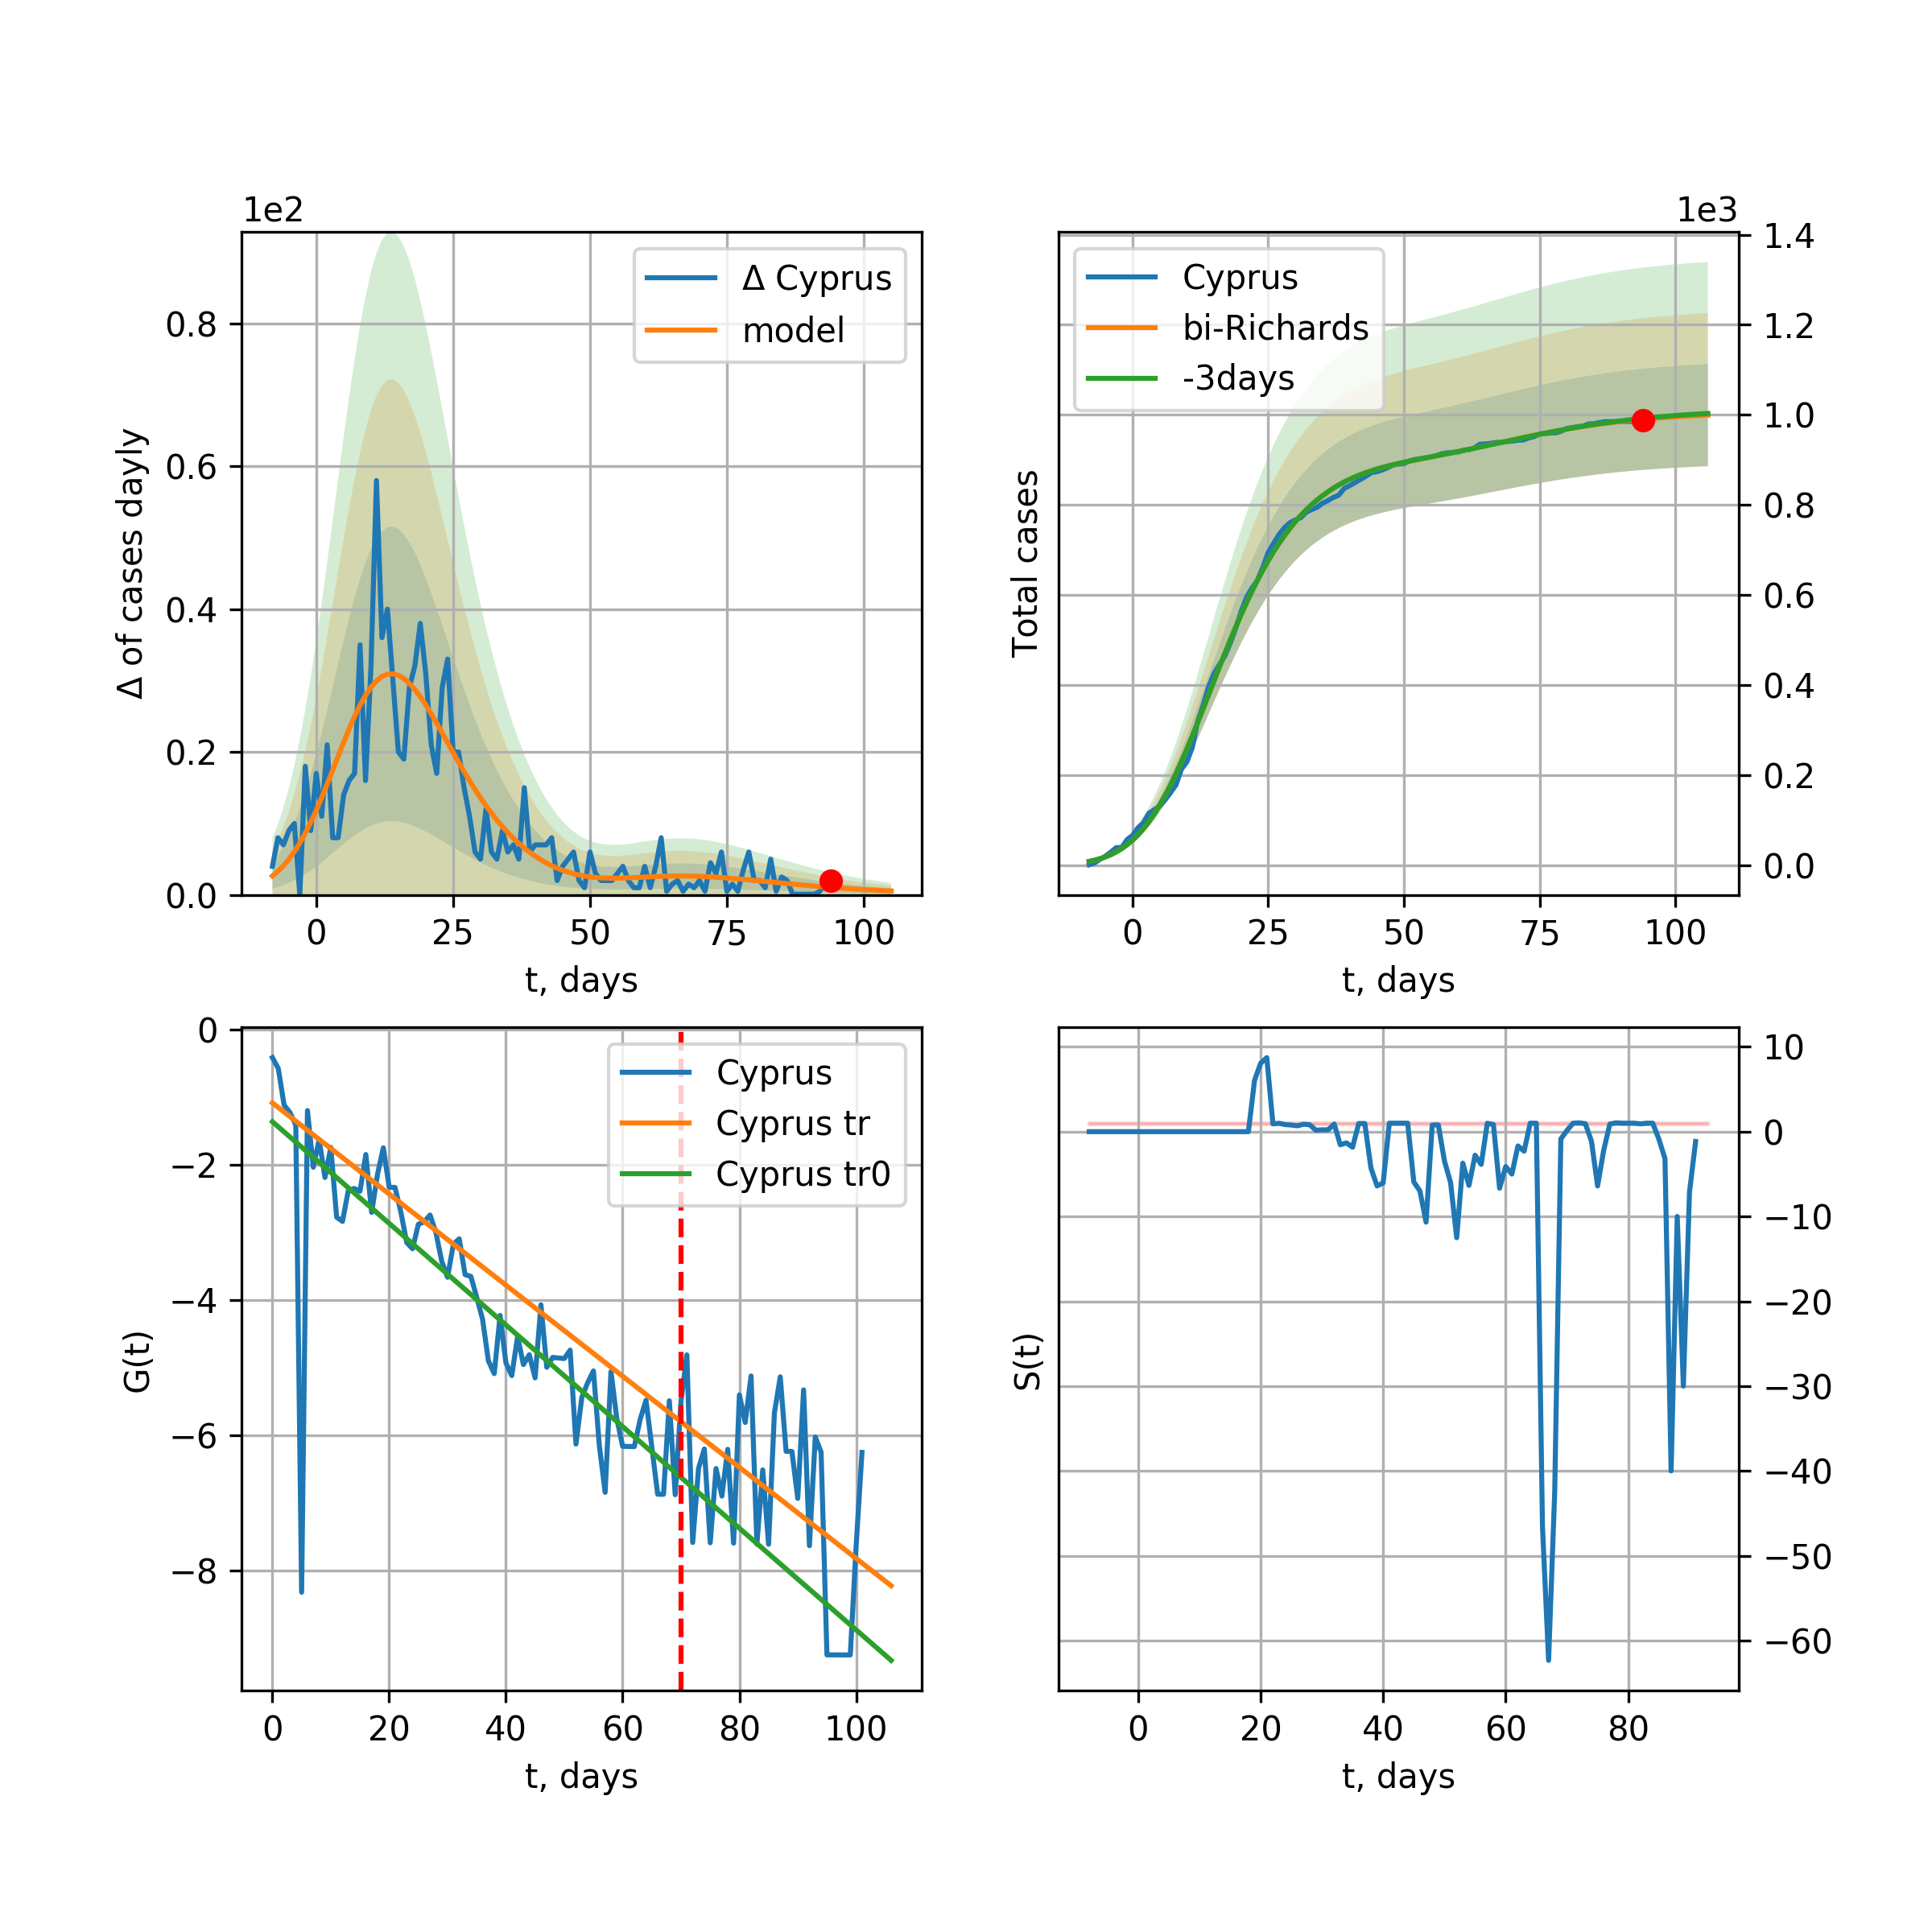 1e2
Δ of cases dayly
0.8
0.6
0.4
0.2
0.0
Δ Cyprus
model
0 25 50 75 100
t, days
1e3
Total cases
Cyprus
bi-Richards
-3days
1.4
1.2
1.0
0.8
0.6
0.4
0.2
0.0
0 25 50 75 100
t, days
G(t)
0
−2
−4
−6
−8
Cyprus
Cyprus tr
Cyprus tr0
0 20 40 60 80 100
t, days
S(t)
10
0
−10
−20
−30
−40
−50
−60
0 20 40 60 80
t, days